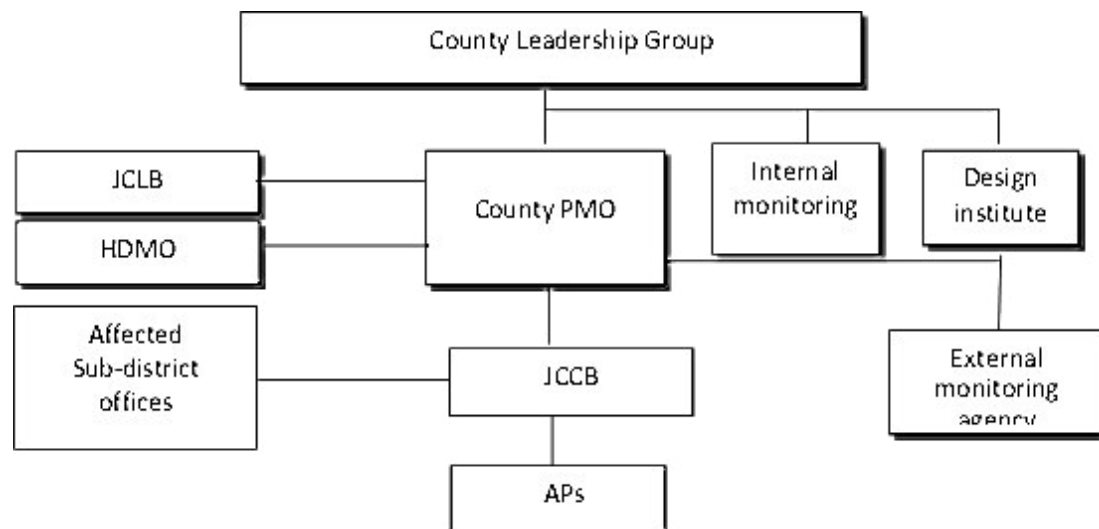 County Leadership Group
JCLB
HDMO
County PMO
Internal
monitoring
Design
institute
Affected
Sub-district
offices
JCCB
External
monitoring
agency
APs